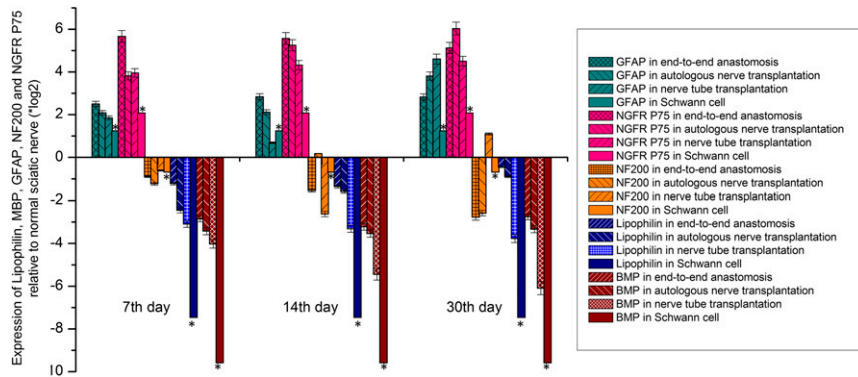 Expression of Lipophilin, MBP, GFAP, NF200 and NGFR P75
relative to normal sciatic nerve (*log2)
6
4
2
0
-2
-4
-6
-8
10
* * * * * *
* * *
* * * * * *
7th day
14th day
30th day
GFAP in end-to-end anastomosis
GFAP in autologous nerve transplantation
GFAP in nerve tube transplantation
GFAP in Schwann cell
NGFR P75 in end-to-end anastomosis
NGFR P75 in autologous nerve transplantation
NGFR P75 in nerve tube transplantation
NGFR P75 in Schwann cell
NF200 in end-to-end anastomosis
NF200 in autologous nerve transplantation
NF200 in nerve tube transplantation
NF200 in Schwann cell
Lipophilin in end-to-end anastomosis
Lipophilin in autologous nerve transplantation
Lipophilin in nerve tube transplantation
Lipophilin in Schwann cell
BMP in end-to-end anastomosis
BMP in autologous nerve transplantation
BMP in nerve tube transplantation
BMP in Schwann cell